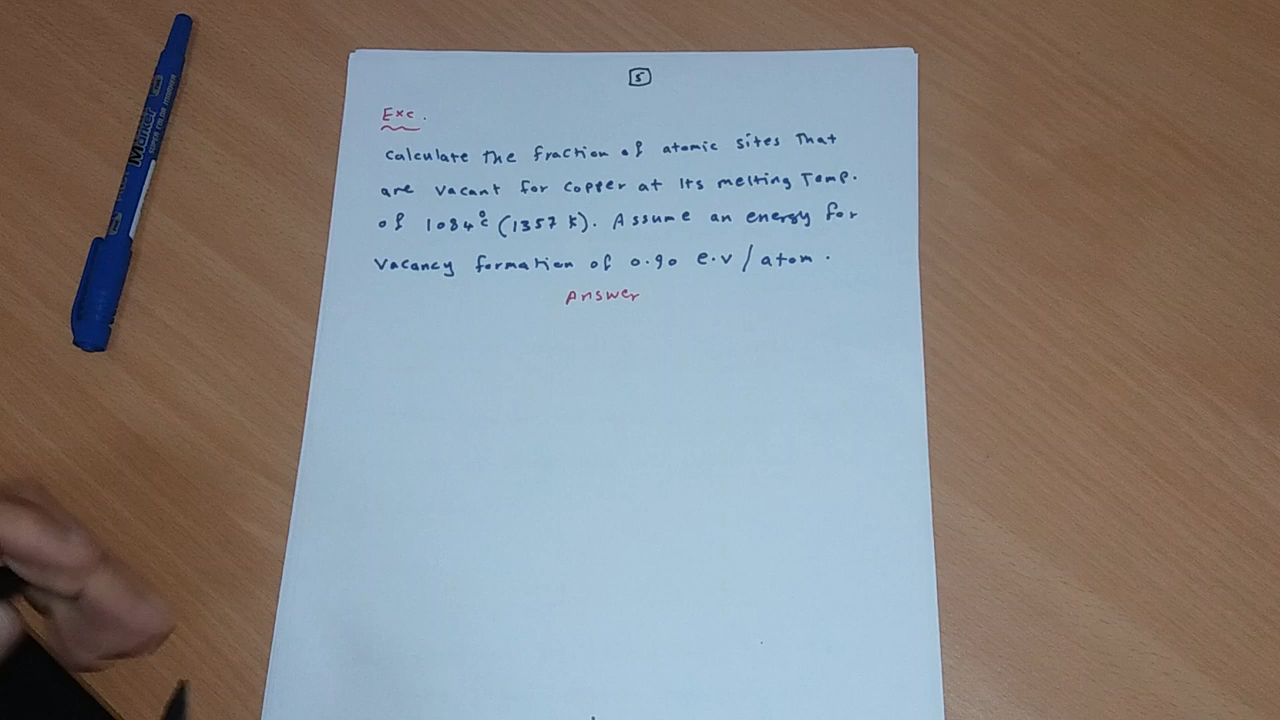 5
Exc.
Calculate the fraction of atomic sites that
are vacant for copper at its melting Temp.
of 1084°C (1357 K). Assume an energy for
vacancy formation of 0.90 e.v/atom.
Answer
Marker